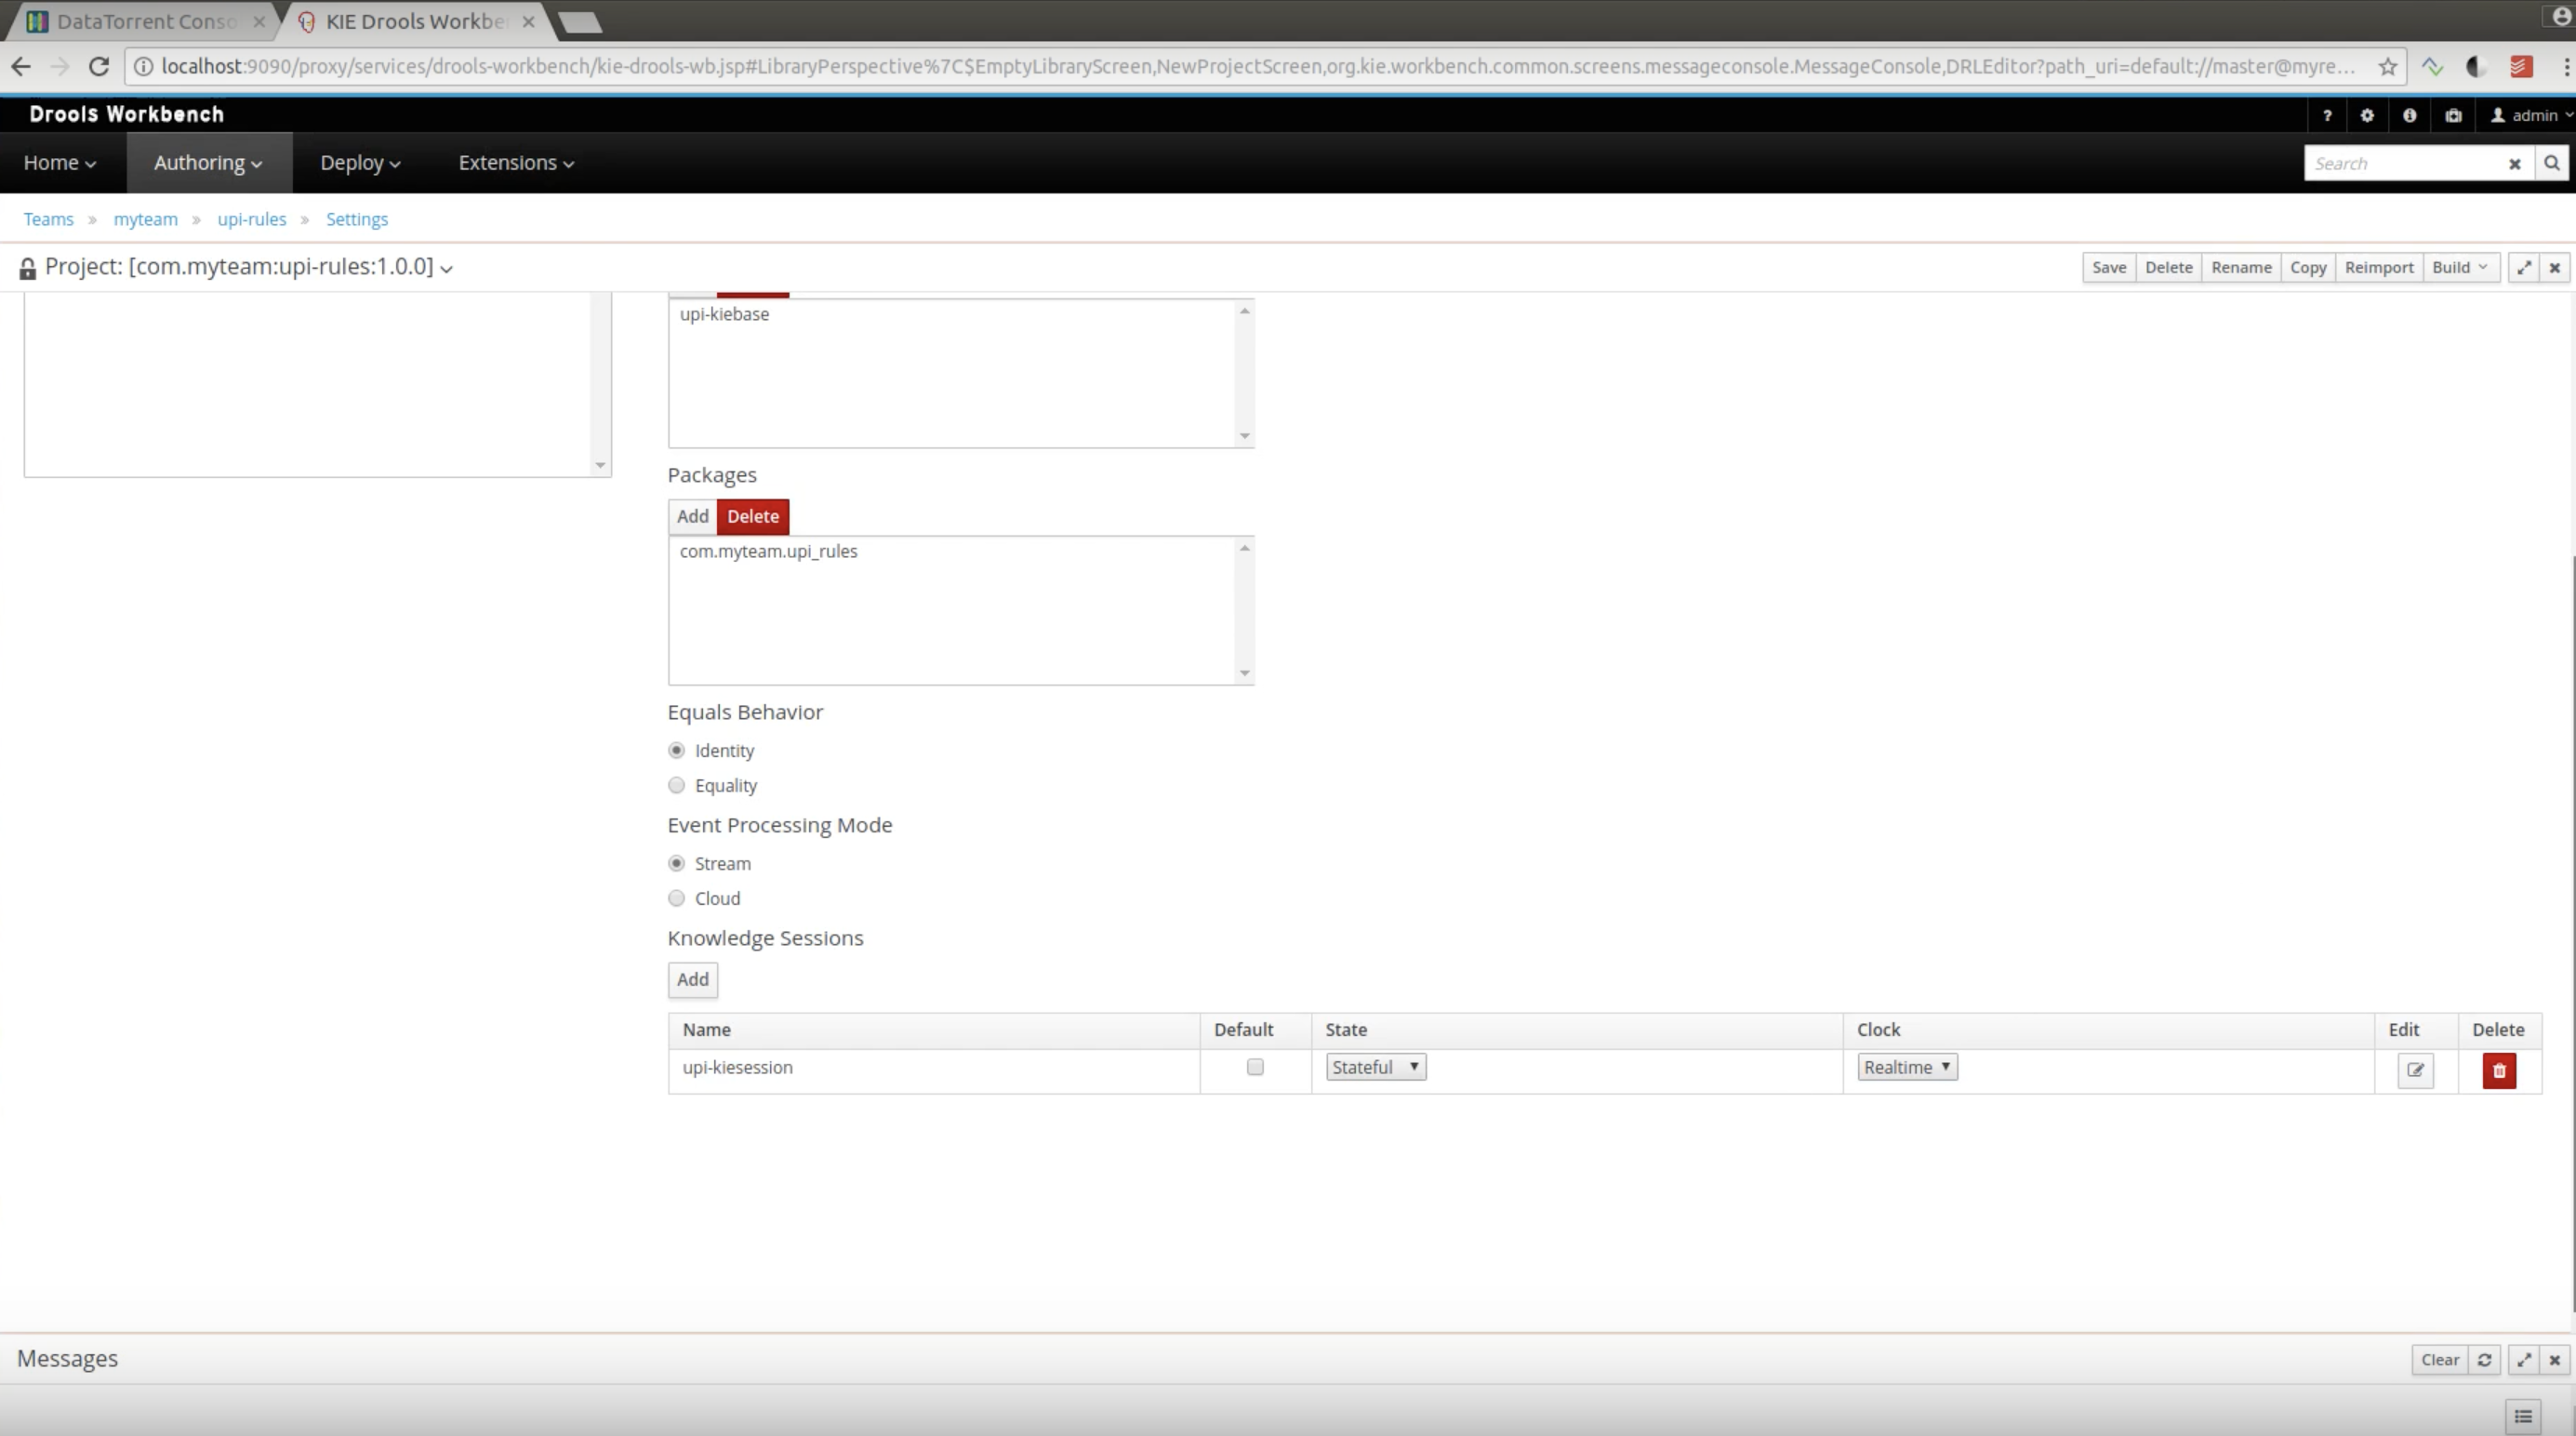 DataTorrent Conso
KIE Drools Workbe
localhost:9090/proxy/services/drools-workbench/kie-drools-wb.jsp#LibraryPerspective%7C$EmptyLibraryScreen,NewProjectScreen,org.kie.workbench.common.screens.messageconsole.MessageConsole,DRLEditor?path_uri=default://master@myre...
Drools Workbench
? admin
Home Authoring Deploy Extensions
Search
Teams » myteam » upi-rules » Settings
Project: [com.myteam:upi-rules:1.0.0]
Save Delete Rename Copy Reimport Build
upi-kiebase
Packages
Add Delete
com.myteam.upi_rules
Equals Behavior
Identity
Equality
Event Processing Mode
Stream
Cloud
Knowledge Sessions
Add
Name Default State Clock Edit Delete
upi-kiesession Stateful Realtime
Messages
Clear